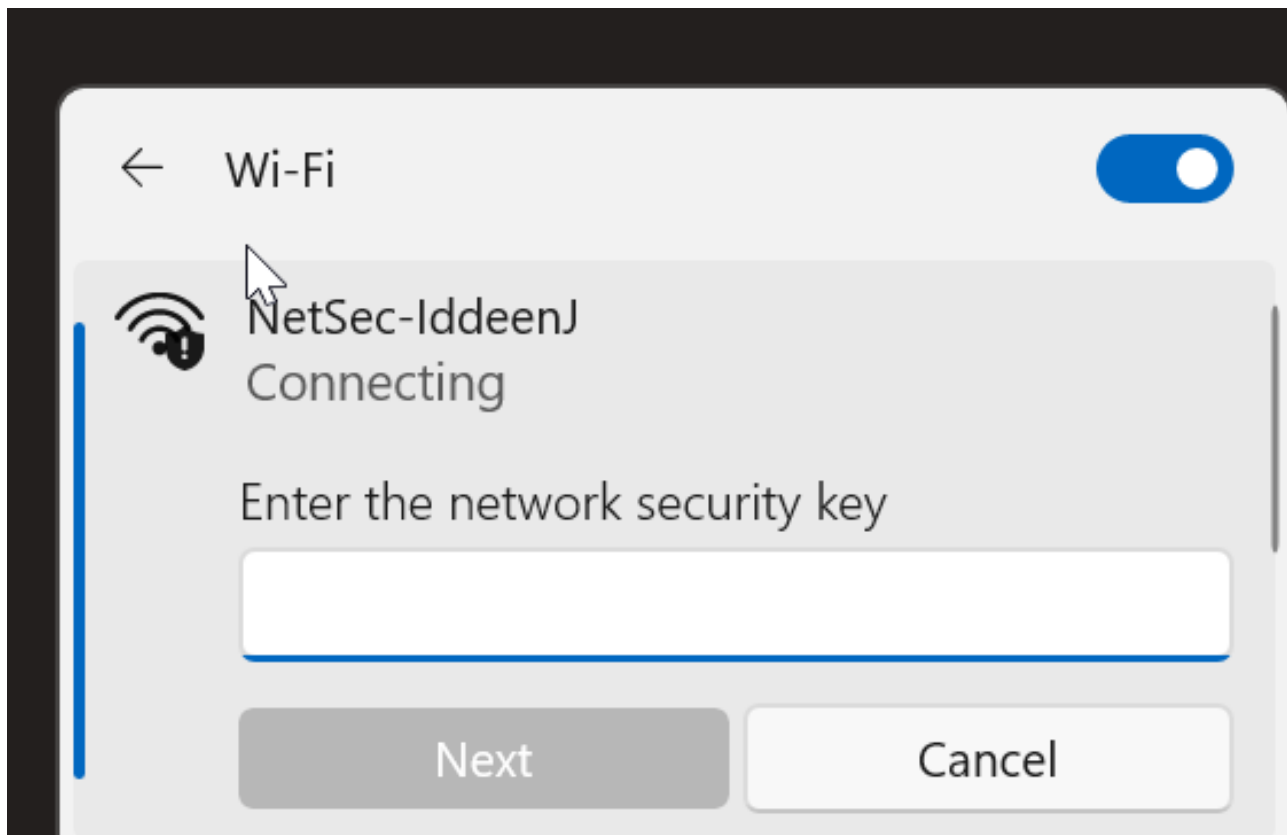 Wi-Fi
NetSec-IddeenJ
Connecting
Enter the network security key
Next
Cancel